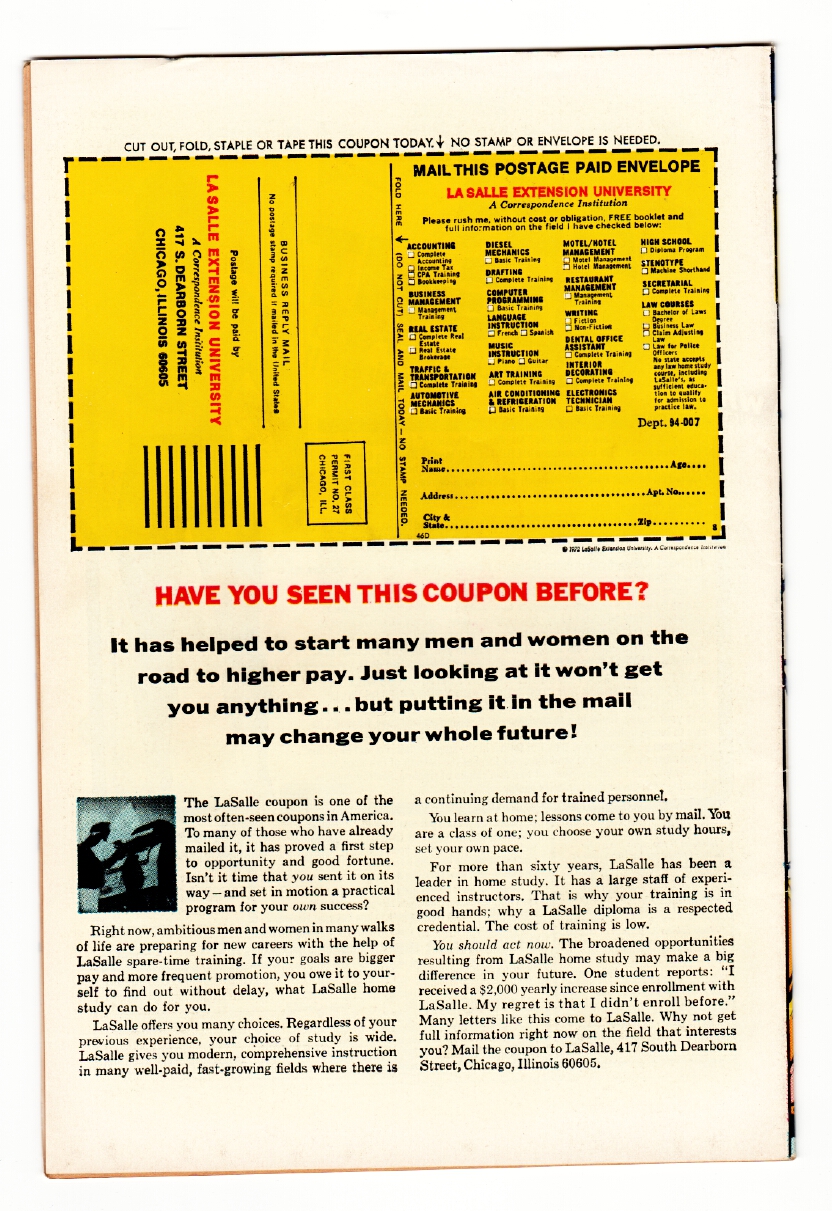 CUT OUT, FOLD, STAPLE OR TAPE THIS COUPON TODAY. ↓ NO STAMP OR ENVELOPE IS NEEDED.
MAIL THIS POSTAGE PAID ENVELOPE
LA SALLE EXTENSION UNIVERSITY
A Correspondence Institution
Please rush me, without cost or obligation, FREE booklet and
full information on the field I have checked below:
ACCOUNTING
☐ Complete
Accounting
☐ Income Tax
☐ CPA Training
☐ Bookkeeping
BUSINESS
MANAGEMENT
☐ Management
Training
REAL ESTATE
☐ Complete Real
Estate
☐ Real Estate
Brokerage
TRAFFIC &
TRANSPORTATION
☐ Complete Training
AUTOMOTIVE
MECHANICS
☐ Basic Training
DIESEL
MECHANICS
☐ Basic Training
DRAFTING
☐ Complete Training
COMPUTER
PROGRAMMING
☐ Basic Training
LANGUAGE
INSTRUCTION
☐ French ☐ Spanish
MUSIC
INSTRUCTION
☐ Piano ☐ Guitar
ART TRAINING
☐ Complete Training
AIR CONDITIONING
& REFRIGERATION
☐ Basic Training
MOTEL/HOTEL
MANAGEMENT
☐ Motel Management
☐ Hotel Management
RESTAURANT
MANAGEMENT
☐ Management
Training
WRITING
☐ Fiction
☐ Non-Fiction
DENTAL OFFICE
ASSISTANT
☐ Complete Training
INTERIOR
DECORATING
☐ Complete Training
ELECTRONICS
TECHNICIAN
☐ Basic Training
HIGH SCHOOL
☐ Diploma Program
STENOTYPE
☐ Machine Shorthand
SECRETARIAL
☐ Complete Training
LAW COURSES
☐ Bachelor of Laws
Degree
☐ Business Law
☐ Claim Adjusting
Law
☐ Law for Police
Officers
No state accepts
any law home study
course, including
LaSalle's, as
sufficient educa-
tion to qualify
for admission to
practice law.
Dept. 94-007
Print
Name.......... Age....
Address.......... Apt. No......
City &
State.......... Zip..........
8
46D
FOLD HERE ↓ (DO NOT CUT) SEAL AND MAIL TODAY—NO STAMP NEEDED.
FIRST CLASS
PERMIT NO. 27
CHICAGO, ILL.
BUSINESS REPLY MAIL
No postage stamp required if mailed in the United States
Postage will be paid by
LA SALLE EXTENSION UNIVERSITY
A Correspondence Institution
417 S. DEARBORN STREET
CHICAGO, ILLINOIS 60605
© 1972 LaSalle Extension University. A Correspondence Institution
HAVE YOU SEEN THIS COUPON BEFORE?
It has helped to start many men and women on the
road to higher pay. Just looking at it won't get
you anything...but putting it in the mail
may change your whole future!
The LaSalle coupon is one of the
most often-seen coupons in America.
To many of those who have already
mailed it, it has proved a first step
to opportunity and good fortune.
Isn't it time that you sent it on its
way—and set in motion a practical
program for your own success?
Right now, ambitious men and women in many walks
of life are preparing for new careers with the help of
LaSalle spare-time training. If your goals are bigger
pay and more frequent promotion, you owe it to your-
self to find out without delay, what LaSalle home
study can do for you.
LaSalle offers you many choices. Regardless of your
previous experience, your choice of study is wide.
LaSalle gives you modern, comprehensive instruction
in many well-paid, fast-growing fields where there is
a continuing demand for trained personnel.
You learn at home; lessons come to you by mail. You
are a class of one; you choose your own study hours,
set your own pace.
For more than sixty years, LaSalle has been a
leader in home study. It has a large staff of experi-
enced instructors. That is why your training is in
good hands; why a LaSalle diploma is a respected
credential. The cost of training is low.
You should act now. The broadened opportunities
resulting from LaSalle home study may make a big
difference in your future. One student reports: "I
received a $2,000 yearly increase since enrollment with
LaSalle. My regret is that I didn't enroll before."
Many letters like this come to LaSalle. Why not get
full information right now on the field that interests
you? Mail the coupon to LaSalle, 417 South Dearborn
Street, Chicago, Illinois 60605.